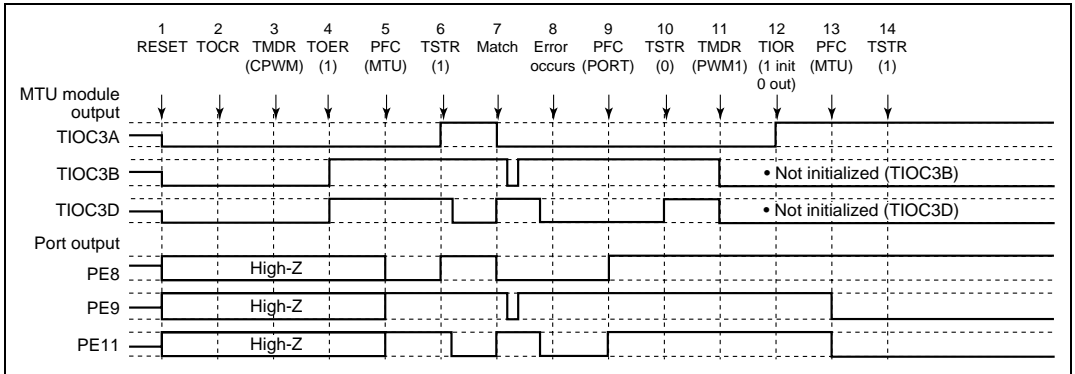 1 2 3 4 5 6 7 8 9 10 11 12 13 14
RESET TOCR TMDR TOER PFC TSTR Match Error PFC TSTR TMDR TIOR PFC TSTR
(CPWM) (1) (MTU) (1) occurs (PORT) (0) (PWM1) (1 init (MTU) (1)
0 out)
MTU module
output
TIOC3A
TIOC3B • Not initialized (TIOC3B)
TIOC3D • Not initialized (TIOC3D)
Port output
PE8 High-Z
PE9 High-Z
PE11 High-Z